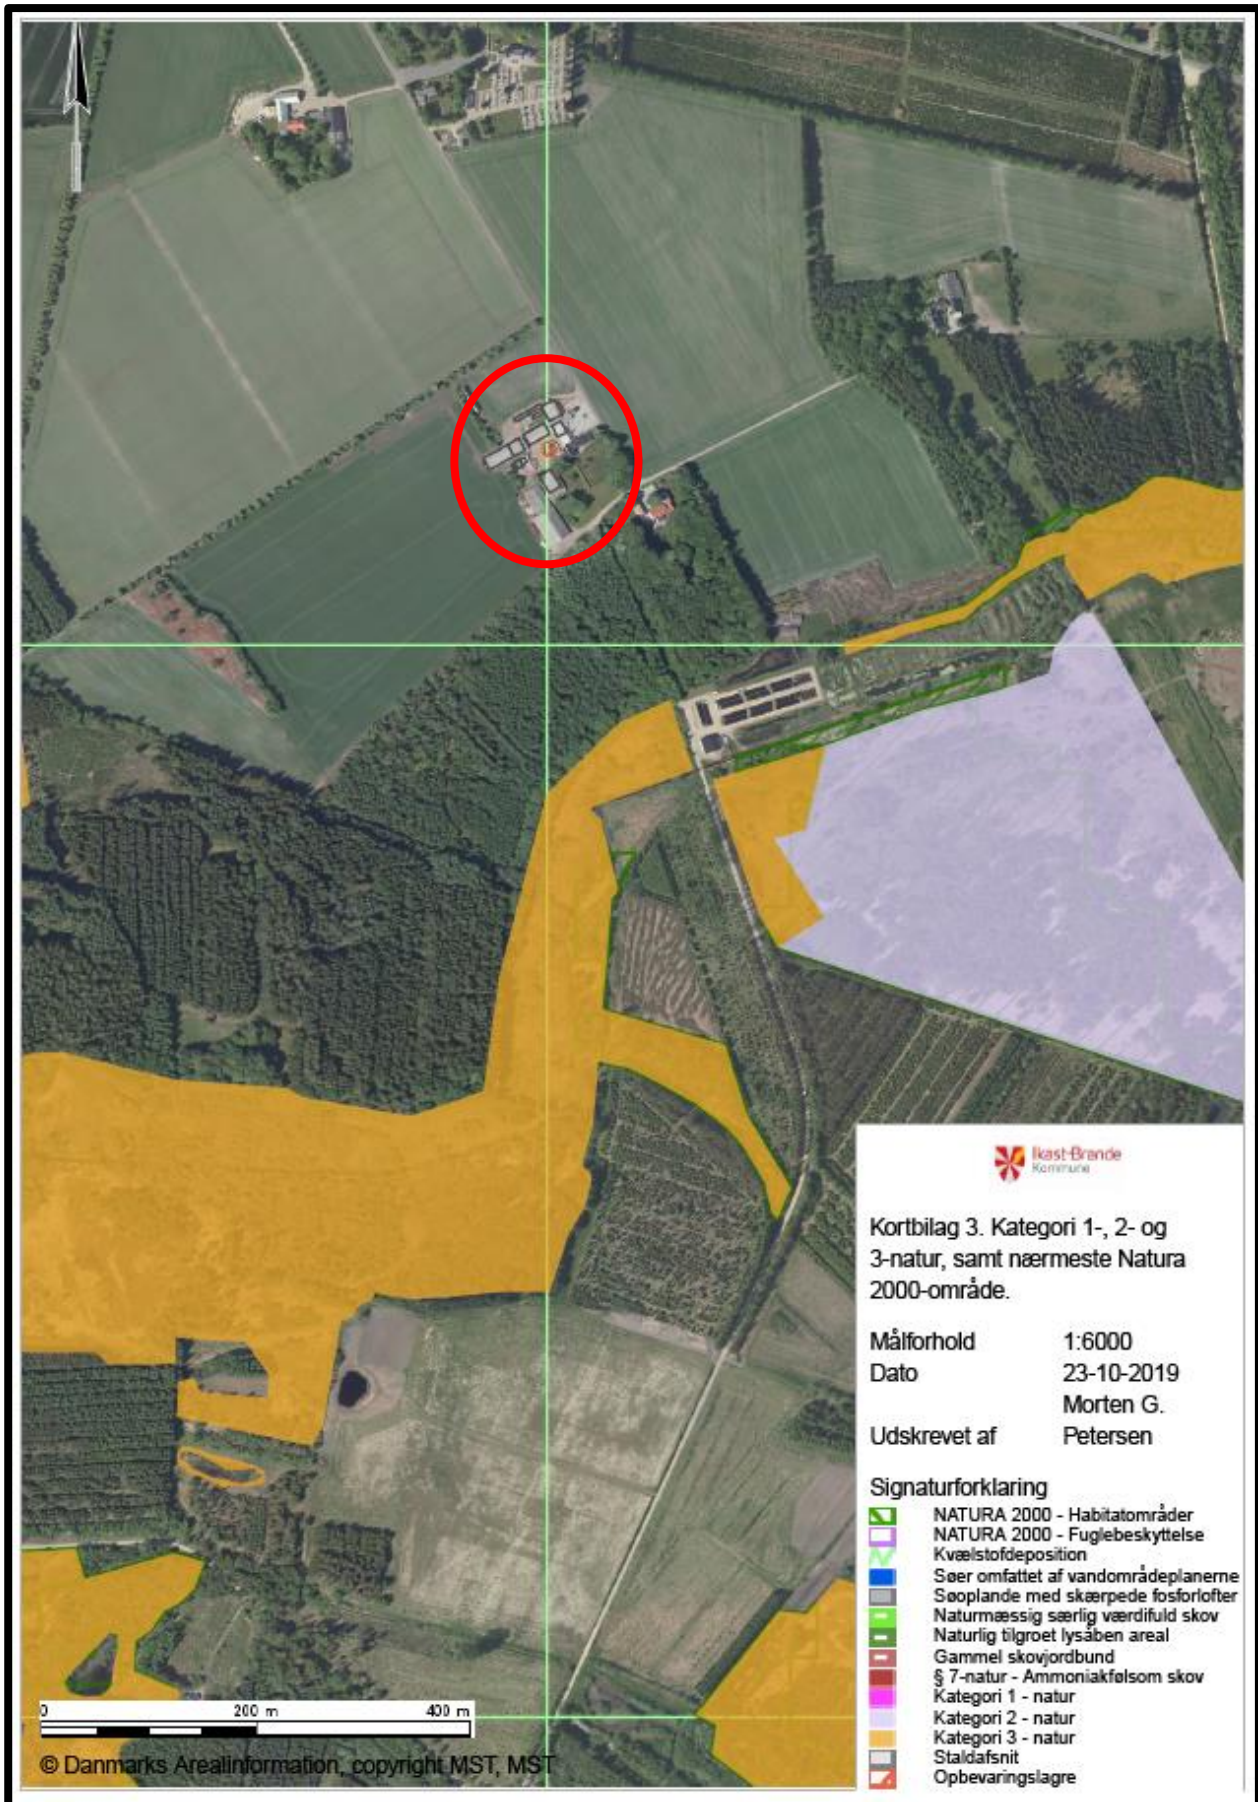 Ikast-Brande
Kommune
Kortbilag 3. Kategori 1-, 2- og
3-natur, samt nærmeste Natura
2000-område.
Målforhold 1:6000
Dato 23-10-2019
Morten G.
Udskrevet af Petersen
Signaturforklaring
NATURA 2000 - Habitatområder
NATURA 2000 - Fuglebeskyttelse
Kvælstofdeposition
Søer omfattet af vandområdeplanerne
Søoplande med skærpede fosforlofter
Naturmæssig særlig værdifuld skov
Naturlig tilgroet lysåben areal
Gammel skovjordbund
§ 7-natur - Ammoniakfølsom skov
Kategori 1 - natur
Kategori 2 - natur
Kategori 3 - natur
Staldafsnit
Opbevaringslagre
0 200 m 400 m
© Danmarks Arealinformation, copyright MST, MST